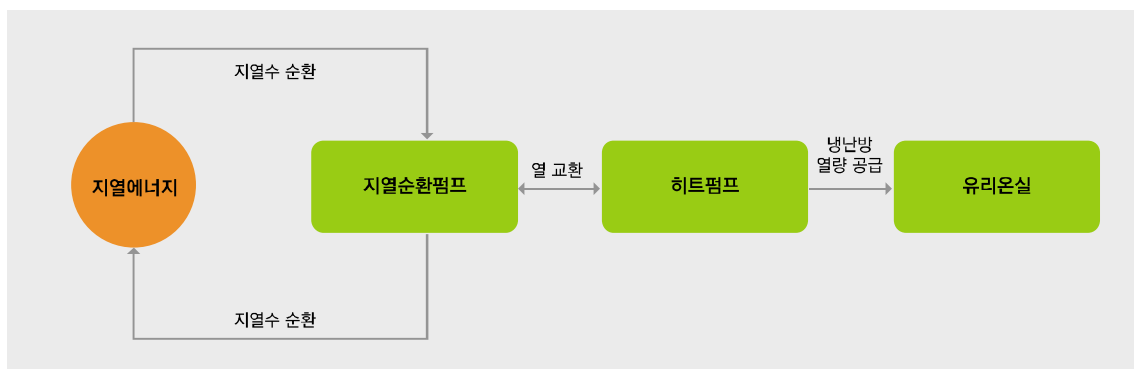 지열수 순환
지열에너지
지열순환펌프
열 교환
히트펌프
냉난방
열량 공급
유리온실
지열수 순환